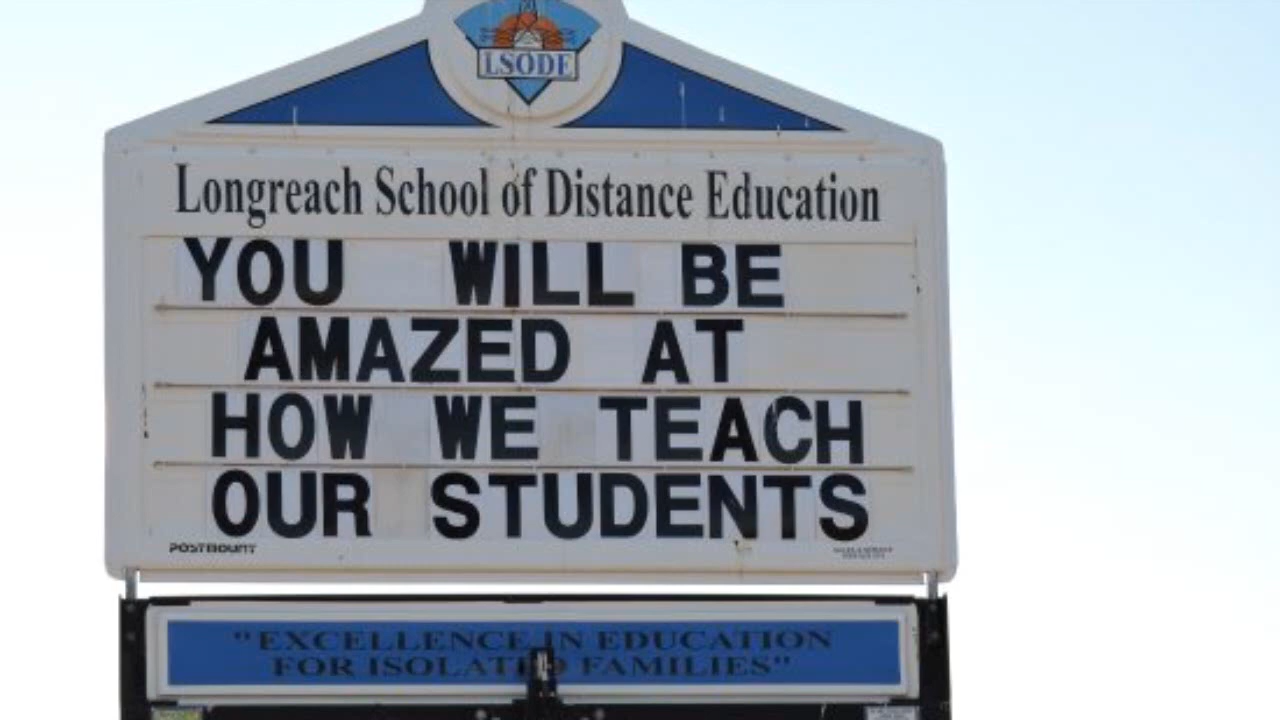 LSODE
Longreach School of Distance Education
YOU WILL BE
AMAZED AT
HOW WE TEACH
OUR STUDENTS
POSTMOUNT
"EXCELLENCE IN EDUCATION
FOR ISOLATED FAMILIES"